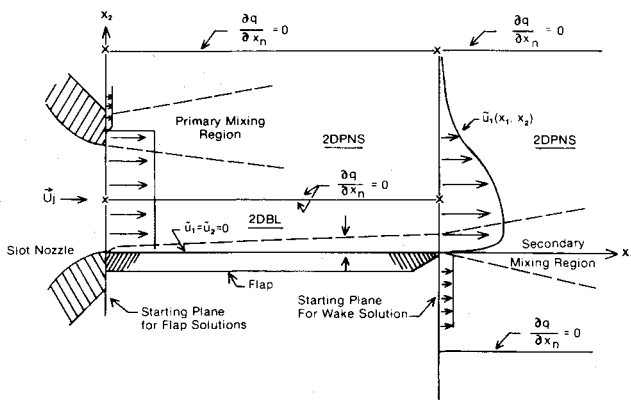 X₂
∂q/∂xₙ = 0
∂q/∂xₙ = 0
Primary Mixing
Region
2DPNS
ũ₁(x₁, x₂)
2DPNS
∂q/∂xₙ = 0
U⃗j
2DBL
ũ₁=ũ₂=0
Slot Nozzle
Secondary
Mixing Region
X
Flap
Starting Plane
for Flap Solutions
Starting Plane
For Wake Solution
∂q/∂xₙ = 0